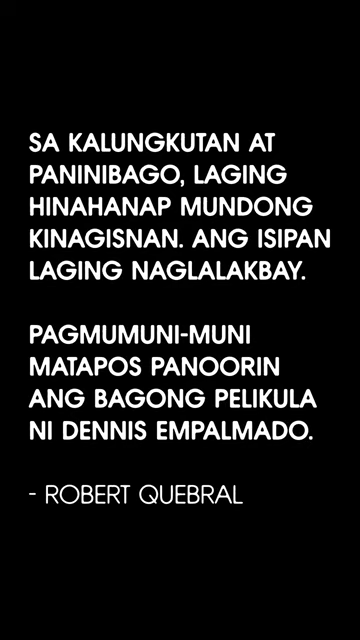 SA KALUNGKUTAN AT
PANINIBAGO, LAGING
HINAHANAP MUNDONG
KINAGISNAN. ANG ISIPAN
LAGING NAGLALAKBAY.
PAGMUMUNI-MUNI
MATAPOS PANOORIN
ANG BAGONG PELIKULA
NI DENNIS EMPALMADO.
- ROBERT QUEBRAL